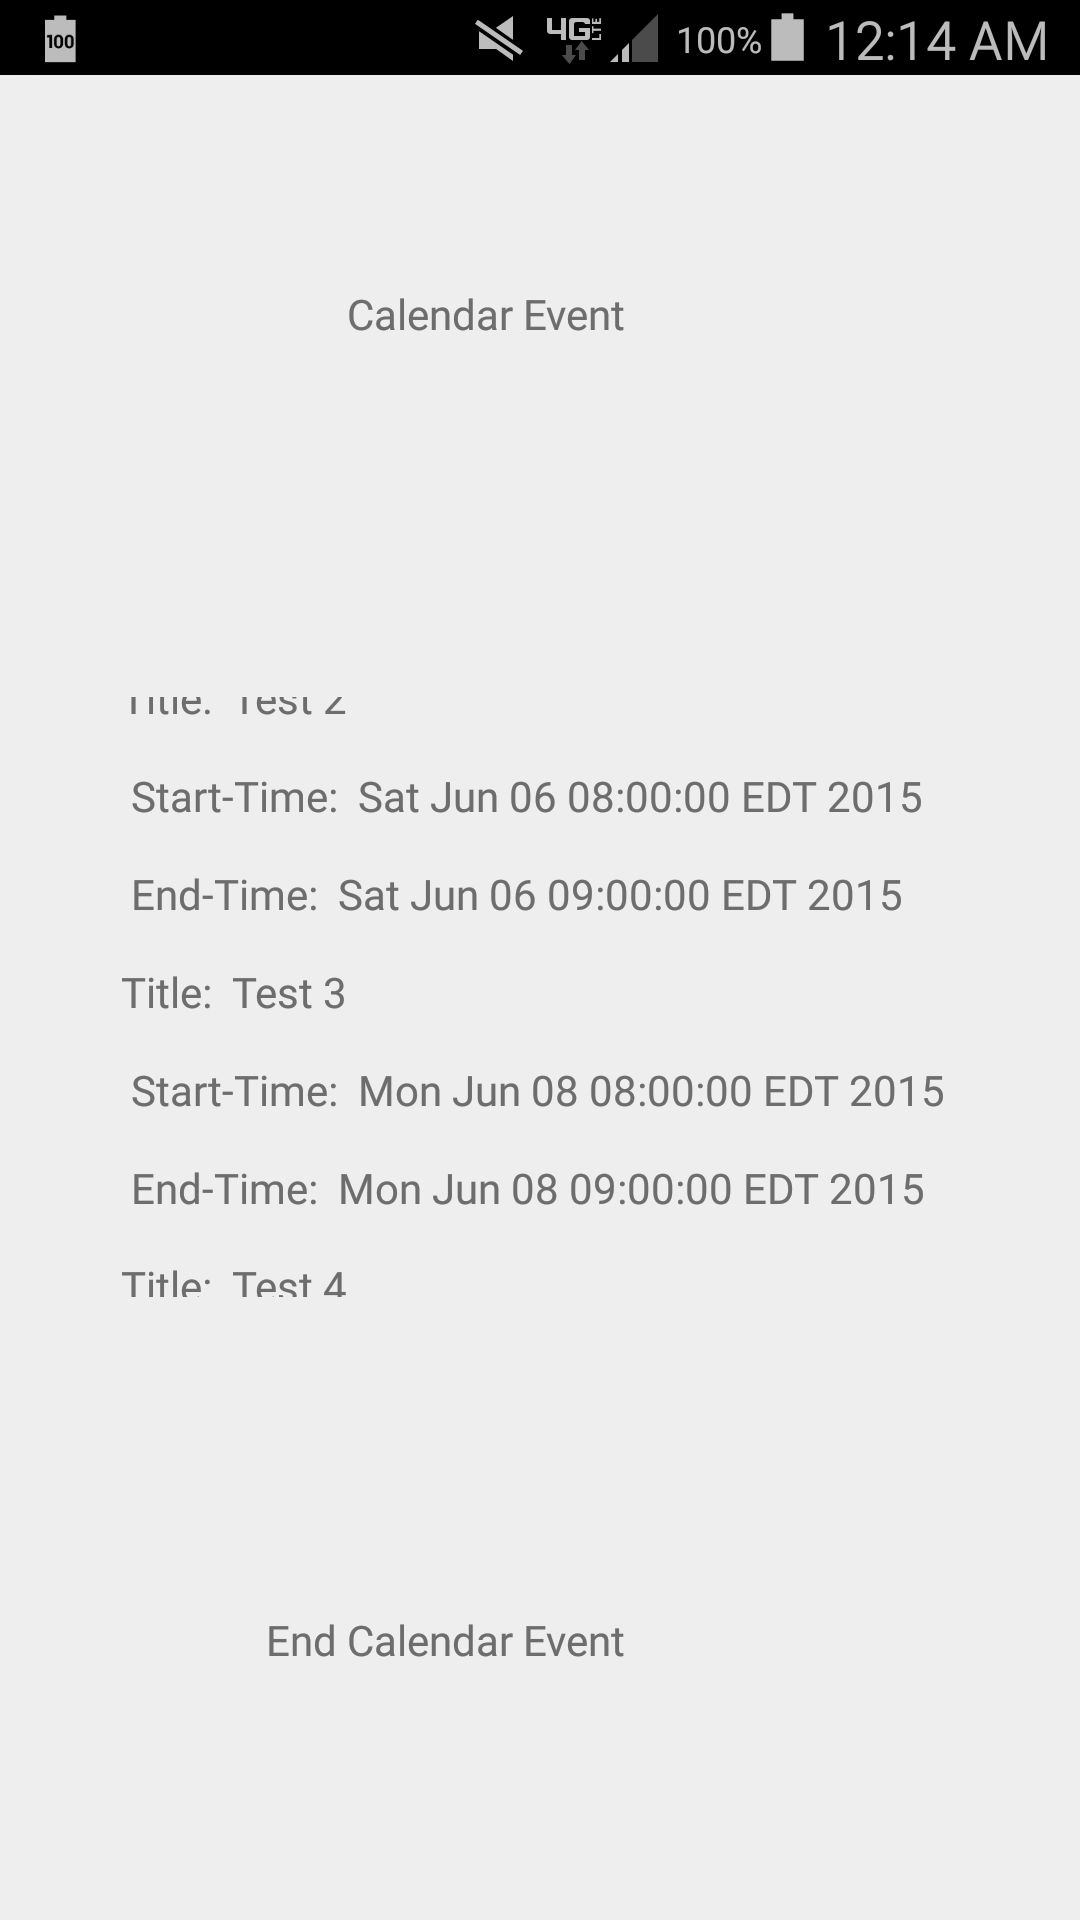 100 4G LTE 100% 12:14 AM
Calendar Event
Title: Test 2
Start-Time: Sat Jun 06 08:00:00 EDT 2015
End-Time: Sat Jun 06 09:00:00 EDT 2015
Title: Test 3
Start-Time: Mon Jun 08 08:00:00 EDT 2015
End-Time: Mon Jun 08 09:00:00 EDT 2015
Title: Test 4
End Calendar Event